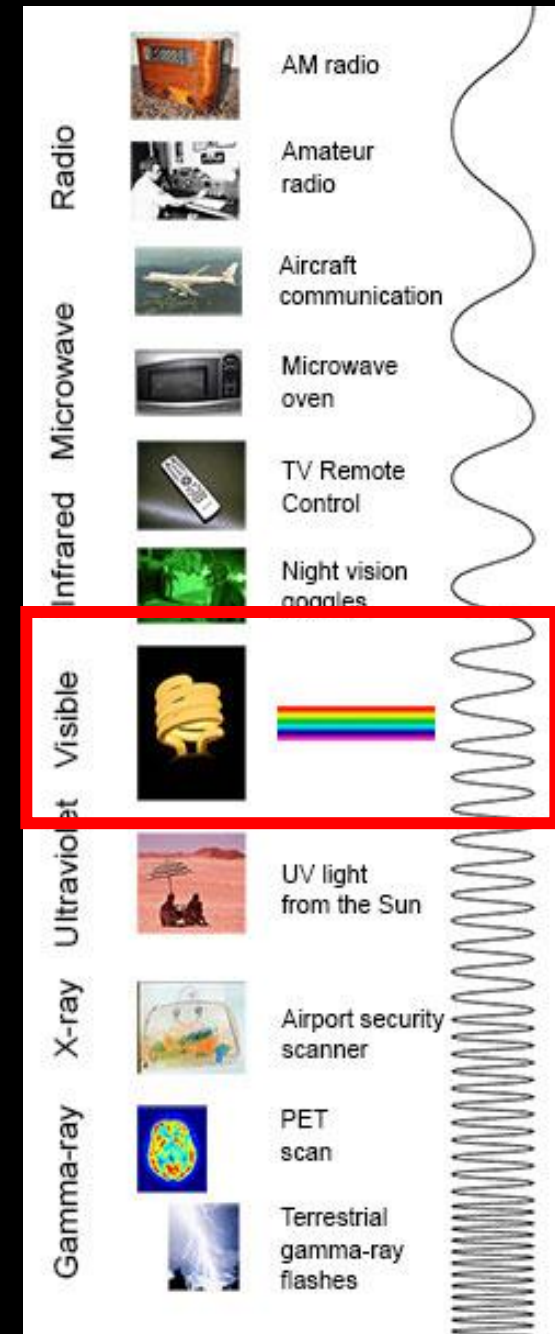 Radio
AM radio
Amateur
radio
Aircraft
communication
Microwave
Microwave
oven
Infrared
TV Remote
Control
Night vision
goggles
Visible
Ultraviolet
UV light
from the Sun
X-ray
Airport security
scanner
Gamma-ray
PET
scan
Terrestrial
gamma-ray
flashes